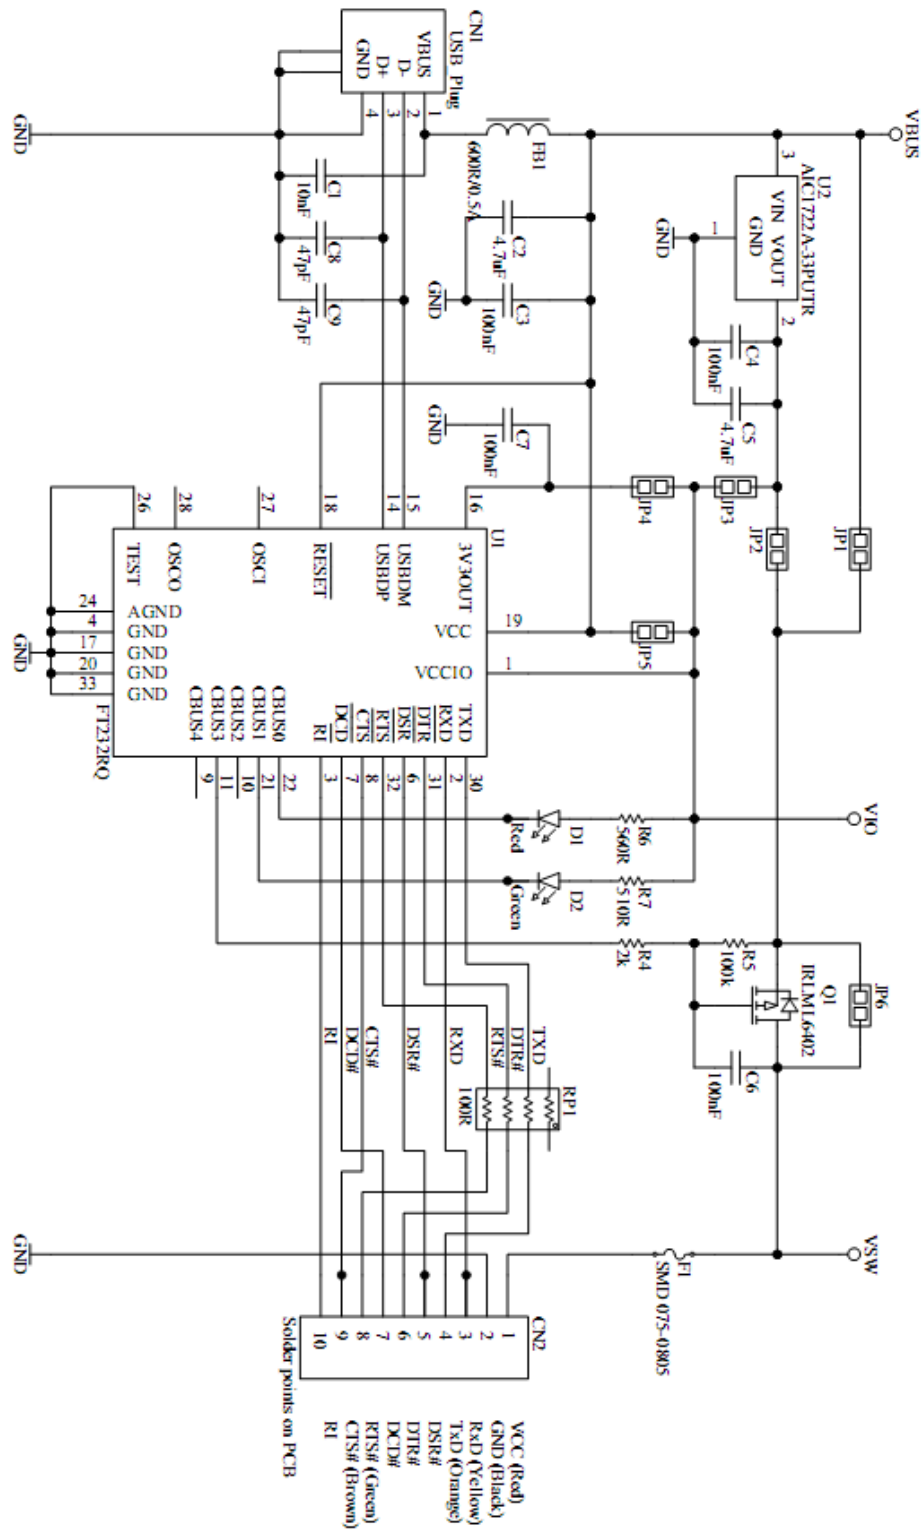 CN1
USB Plug
VBUS
D-
D+
GND
1
2
3
4
GND
C1
10nF
C8
47pF
C9
47pF
FB1
600R/0.5A
C2
4.7uF
C3
100nF
GND
C7
100nF
GND
VBUS
U2
AIC1722A-33PUTR
VIN VOUT
GND
3
1
2
GND
C4
100nF
C5
4.7uF
JP1
JP2
JP3
JP4
JP5
U1
FT232RQ
26
28
27
18
14
15
16
TEST
OSCO
OSCI
RESET
USBDP
USBDM
3V3OUT
24
AGND
4
GND
17
GND
20
GND
33
GND
GND
VCC
19
VCCIO
1
CBUS4
CBUS3
CBUS2
CBUS1
CBUS0
RI
DCD
CTS
RTS
DSR
DTR
RXD
TXD
9
11
10
21
22
3
7
8
32
6
31
2
30
D1
Red
R6
560R
D2
Green
R7
510R
VIO
R4
2k
R5
100k
Q1
IRLML6402
JP6
C6
100nF
TXD
DTR#
RTS#
RXD
DSR#
CTS#
DCD#
RI
RP1
100R
VSW
F1
SMD 075-0805
GND
CN2
1
2
3
4
5
6
7
8
9
10
Solder points on PCB
VCC (Red)
GND (Black)
RxD (Yellow)
TxD (Orange)
DSR#
DTR#
DCD#
RTS# (Green)
CTS# (Brown)
RI